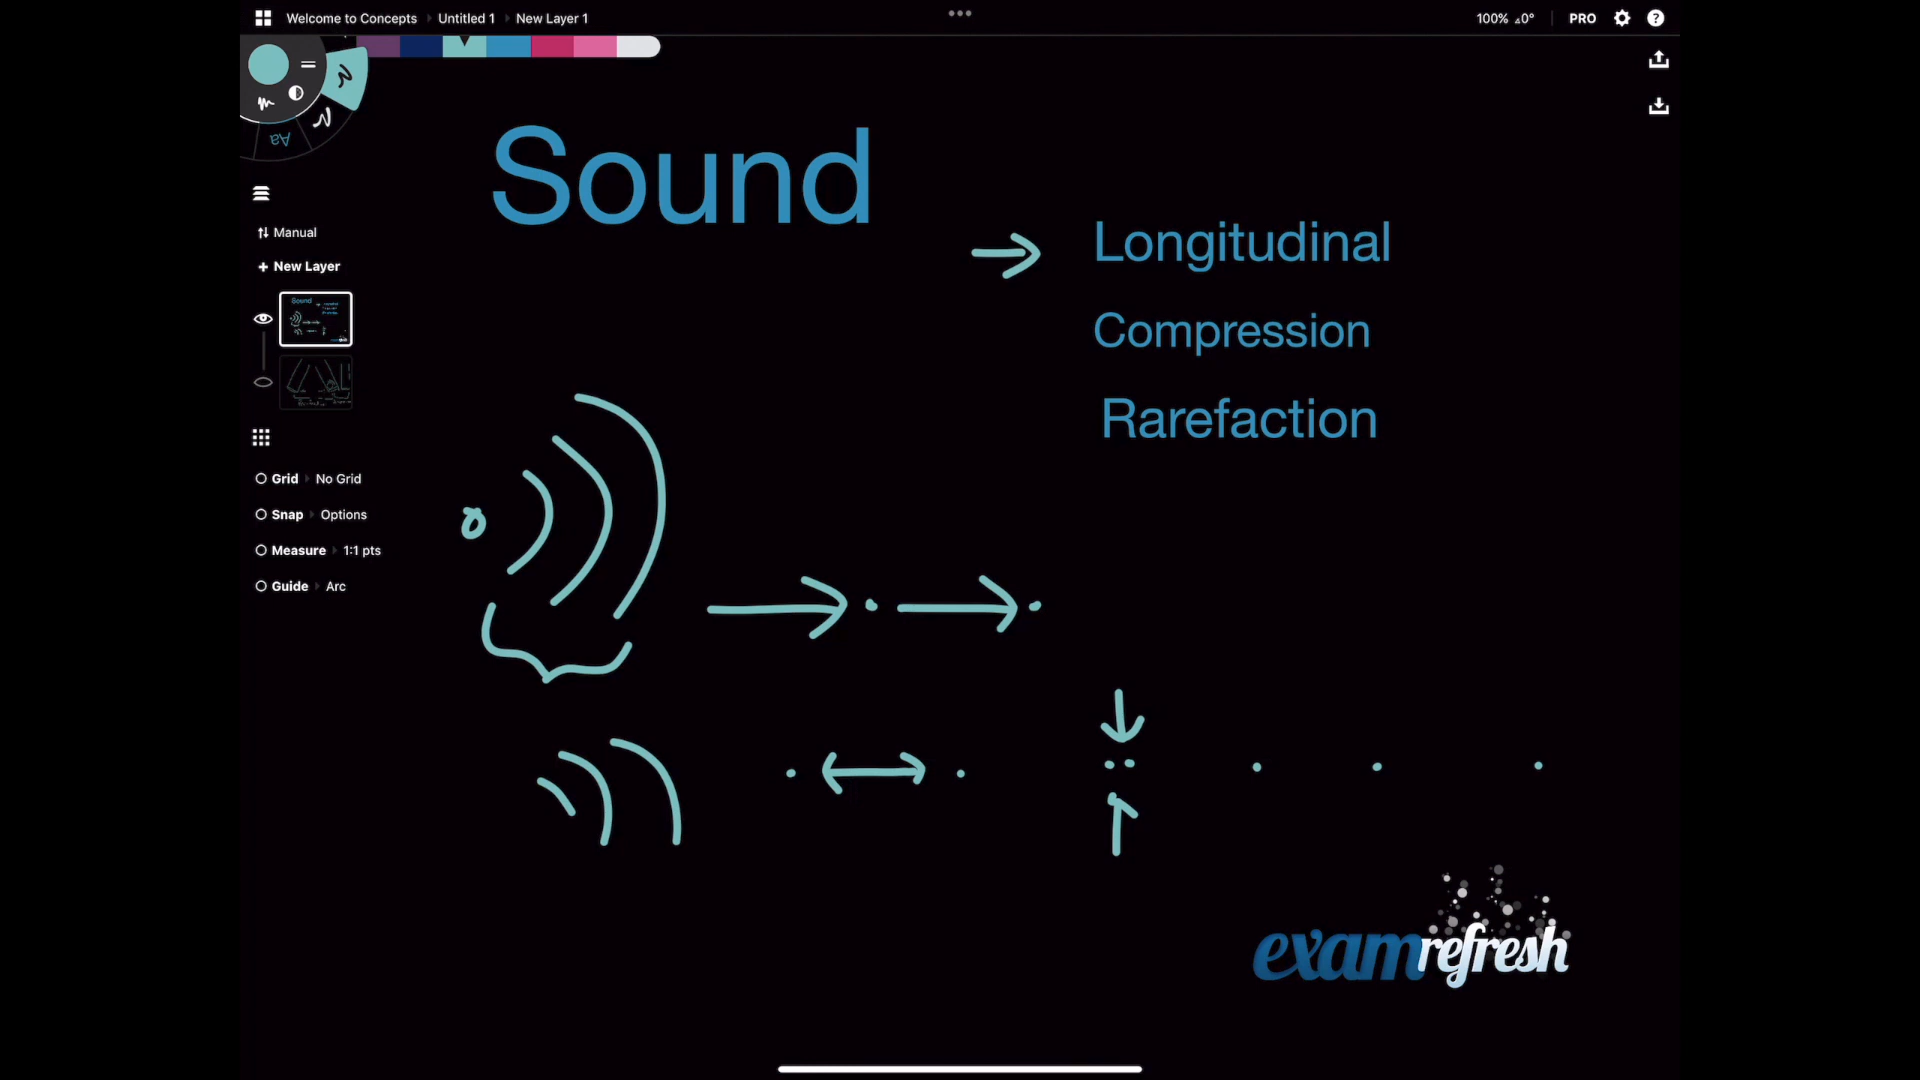 Welcome to Concepts Untitled 1 New Layer 1
100% 0°
PRO
?
Aa
Sound
Longitudinal
Compression
Rarefaction
Manual
+ New Layer
Grid No Grid
Snap Options
Measure 1:1 pts
Guide Arc
examrefresh